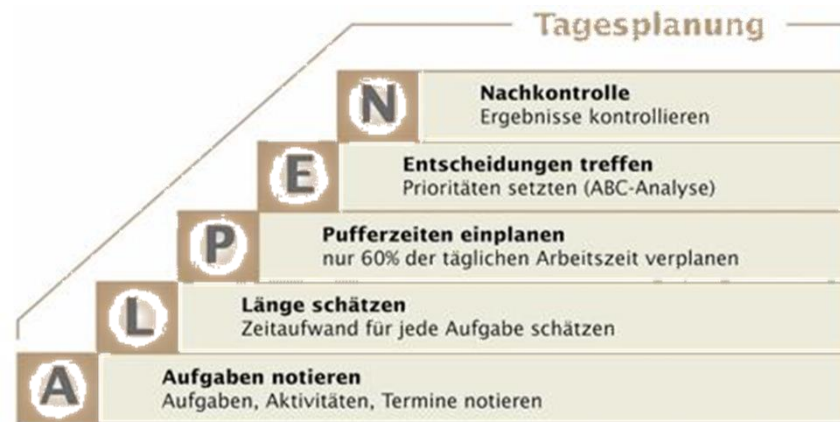 Tagesplanung
N
Nachkontrolle
Ergebnisse kontrollieren
E
Entscheidungen treffen
Prioritäten setzten (ABC-Analyse)
P
Pufferzeiten einplanen
nur 60% der täglichen Arbeitszeit verplanen
L
Länge schätzen
Zeitaufwand für jede Aufgabe schätzen
A
Aufgaben notieren
Aufgaben, Aktivitäten, Termine notieren